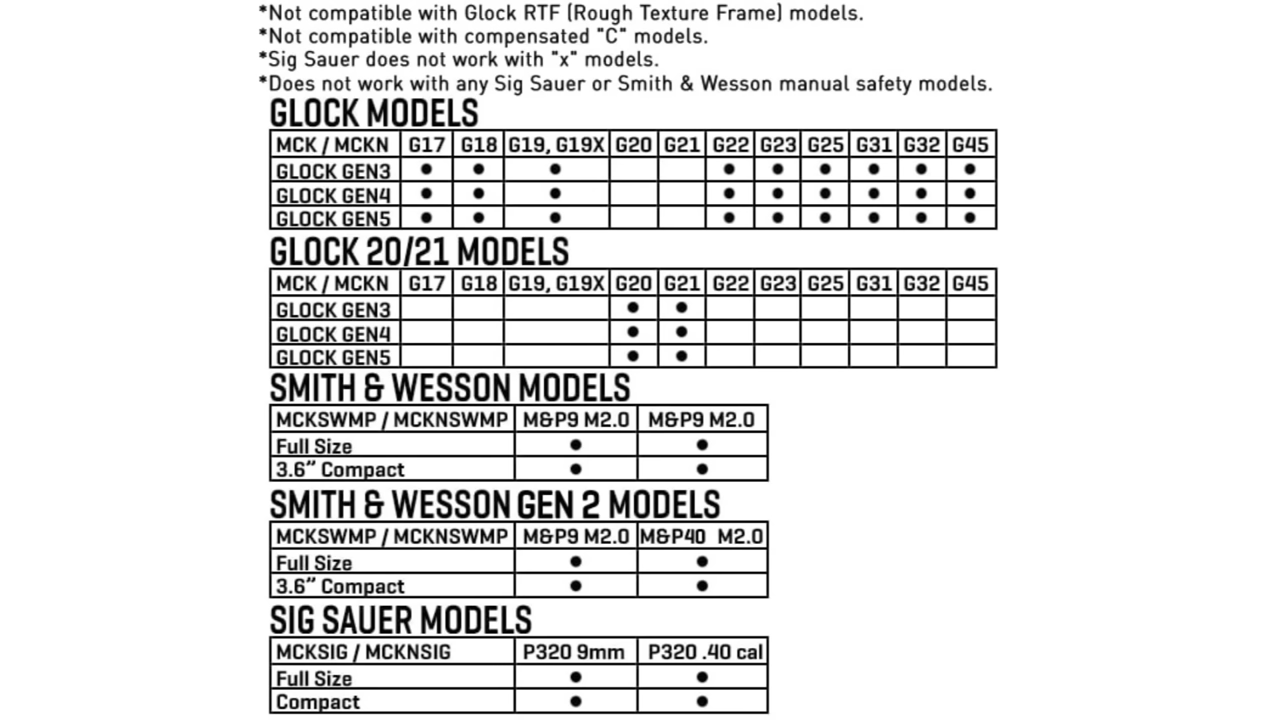 *Not compatible with Glock RTF (Rough Texture Frame) models.
*Not compatible with compensated "C" models.
*Sig Sauer does not work with "x" models.
*Does not work with any Sig Sauer or Smith & Wesson manual safety models.
GLOCK MODELS
MCK / MCKN G17 G18 G19, G19X G20 G21 G22 G23 G25 G31 G32 G45
GLOCK GEN3 ● ● ● ● ● ● ● ● ●
GLOCK GEN4 ● ● ● ● ● ● ● ● ●
GLOCK GEN5 ● ● ● ● ● ● ● ● ●
GLOCK 20/21 MODELS
MCK / MCKN G17 G18 G19, G19X G20 G21 G22 G23 G25 G31 G32 G45
GLOCK GEN3 ● ●
GLOCK GEN4 ● ●
GLOCK GEN5 ● ●
SMITH & WESSON MODELS
MCKSWMP / MCKNSWMP M&P9 M2.0 M&P9 M2.0
Full Size ● ●
3.6” Compact ● ●
SMITH & WESSON GEN 2 MODELS
MCKSWMP / MCKNSWMP M&P9 M2.0 M&P40 M2.0
Full Size ● ●
3.6” Compact ● ●
SIG SAUER MODELS
MCKSIG / MCKNSIG P320 9mm P320 .40 cal
Full Size ● ●
Compact ● ●